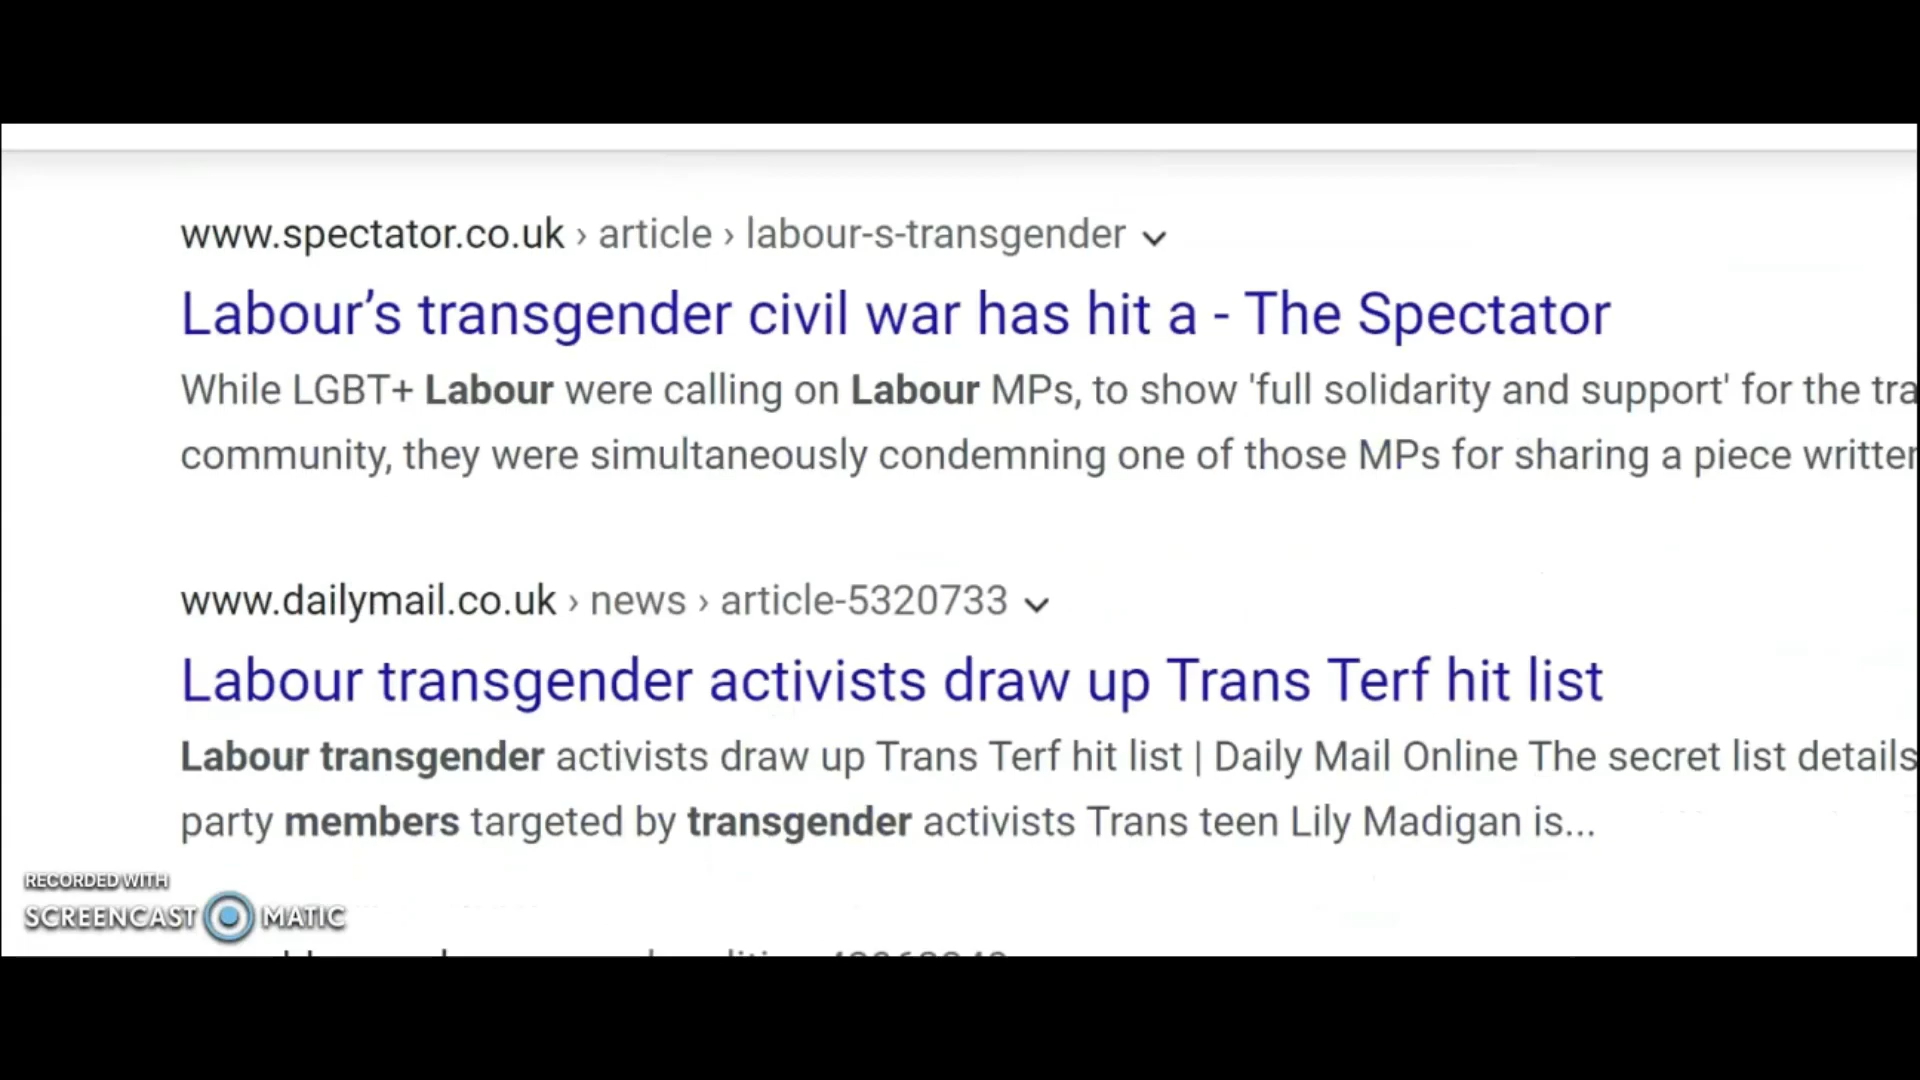 www.spectator.co.uk › article › labour-s-transgender
Labour's transgender civil war has hit a - The Spectator
While LGBT+ Labour were calling on Labour MPs, to show 'full solidarity and support' for the tra
community, they were simultaneously condemning one of those MPs for sharing a piece written
www.dailymail.co.uk › news › article-5320733
Labour transgender activists draw up Trans Terf hit list
Labour transgender activists draw up Trans Terf hit list | Daily Mail Online The secret list details
party members targeted by transgender activists Trans teen Lily Madigan is...
RECORDED WITH
SCREENCAST MATIC